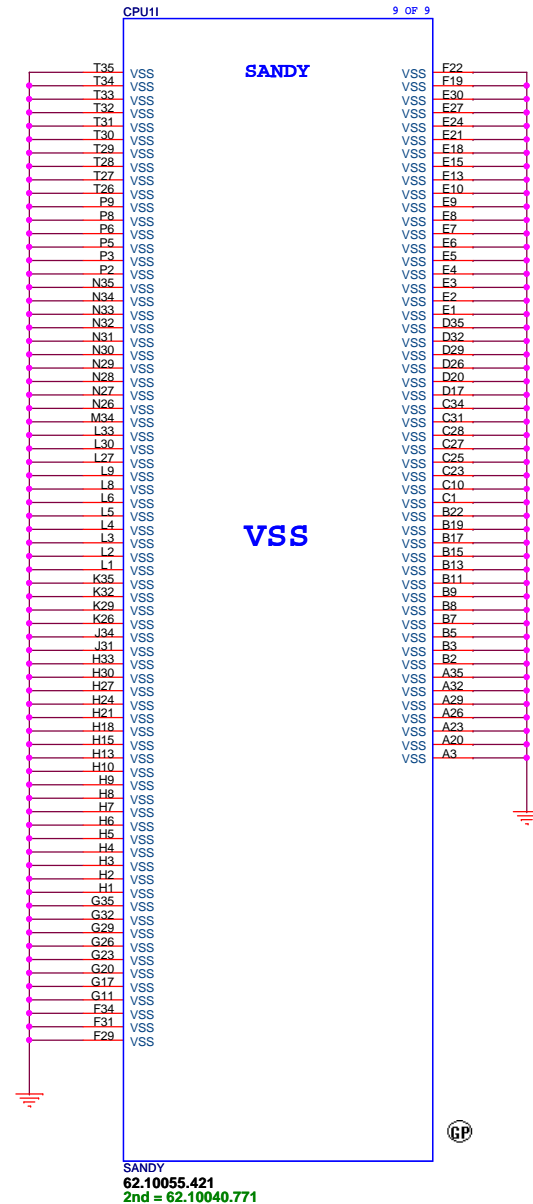 CPU1I 9 OF 9
SANDY
T35 VSS VSS F22
T34 VSS VSS F19
T33 VSS VSS E30
T32 VSS VSS E27
T31 VSS VSS E24
T30 VSS VSS E21
T29 VSS VSS E18
T28 VSS VSS E15
T27 VSS VSS E13
T26 VSS VSS E10
P9 VSS VSS E9
P8 VSS VSS E8
P6 VSS VSS E7
P5 VSS VSS E6
P3 VSS VSS E5
P2 VSS VSS E4
N35 VSS VSS E3
N34 VSS VSS E2
N33 VSS VSS E1
N32 VSS VSS D35
N31 VSS VSS D32
N30 VSS VSS D29
N29 VSS VSS D26
N28 VSS VSS D20
N27 VSS VSS D17
N26 VSS VSS C34
M34 VSS VSS C31
L33 VSS VSS C28
L30 VSS VSS C27
L27 VSS VSS C25
L9 VSS VSS C23
L8 VSS VSS C10
L6 VSS VSS C1
L5 VSS VSS B22
L4 VSS VSS B19
VSS
L3 VSS VSS B17
L2 VSS VSS B15
L1 VSS VSS B13
K35 VSS VSS B11
K32 VSS VSS B9
K29 VSS VSS B8
K26 VSS VSS B7
J34 VSS VSS B5
J31 VSS VSS B3
H33 VSS VSS B2
H30 VSS VSS A35
H27 VSS VSS A32
H24 VSS VSS A29
H21 VSS VSS A26
H18 VSS VSS A23
H15 VSS VSS A20
H13 VSS VSS A3
H10 VSS
H9 VSS
H8 VSS
H7 VSS
H6 VSS
H5 VSS
H4 VSS
H3 VSS
H2 VSS
H1 VSS
G35 VSS
G32 VSS
G29 VSS
G26 VSS
G23 VSS
G20 VSS
G17 VSS
G11 VSS
F34 VSS
F31 VSS
F29 VSS
GP
SANDY
62.10055.421
2nd = 62.10040.771